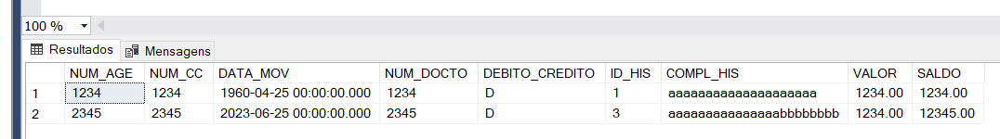 100 %
Resultados Mensagens
NUM_AGE NUM_CC DATA_MOV NUM_DOCTO DEBITO_CREDITO ID_HIS COMPL_HIS VALOR SALDO
1 1234 1234 1960-04-25 00:00:00.000 1234 D 1 aaaaaaaaaaaaaaaaaaaa 1234.00 1234.00
2 2345 2345 2023-06-25 00:00:00.000 2345 D 3 aaaaaaaaaaaaaaabbbbbbbb 1234.00 12345.00